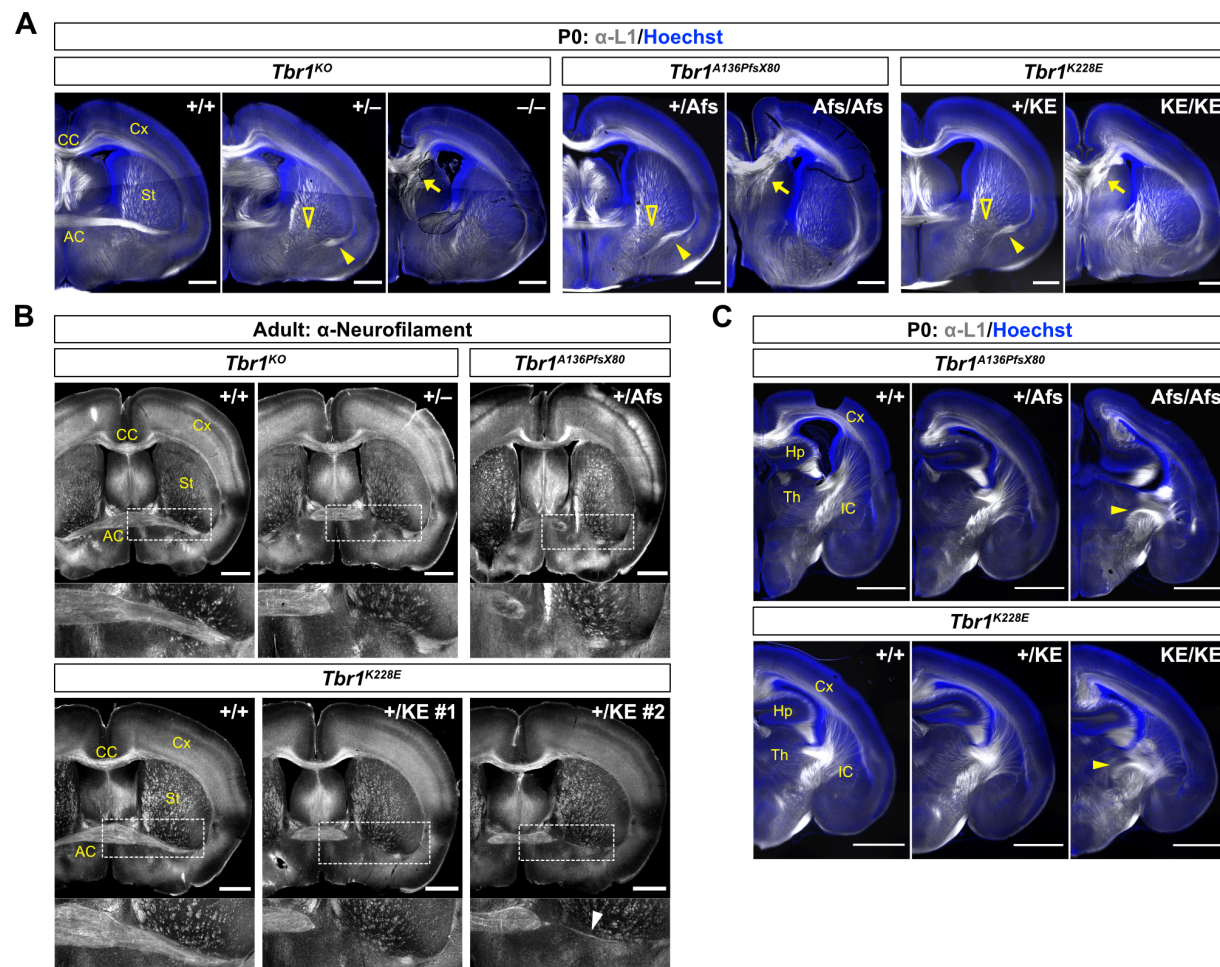 A
P0: α-L1/Hoechst
Tbr1KO
Tbr1A136PfsX80
Tbr1K228E
+/+
+/–
–/–
+/Afs
Afs/Afs
+/KE
KE/KE
CC
Cx
St
AC
B
Adult: α-Neurofilament
Tbr1KO
Tbr1A136PfsX80
+/+
+/–
+/Afs
CC
Cx
St
AC
Tbr1K228E
+/+
+/KE #1
+/KE #2
CC
Cx
St
AC
C
P0: α-L1/Hoechst
Tbr1A136PfsX80
+/+
+/Afs
Afs/Afs
Cx
Hp
Th
IC
Tbr1K228E
+/+
+/KE
KE/KE
Cx
Hp
Th
IC